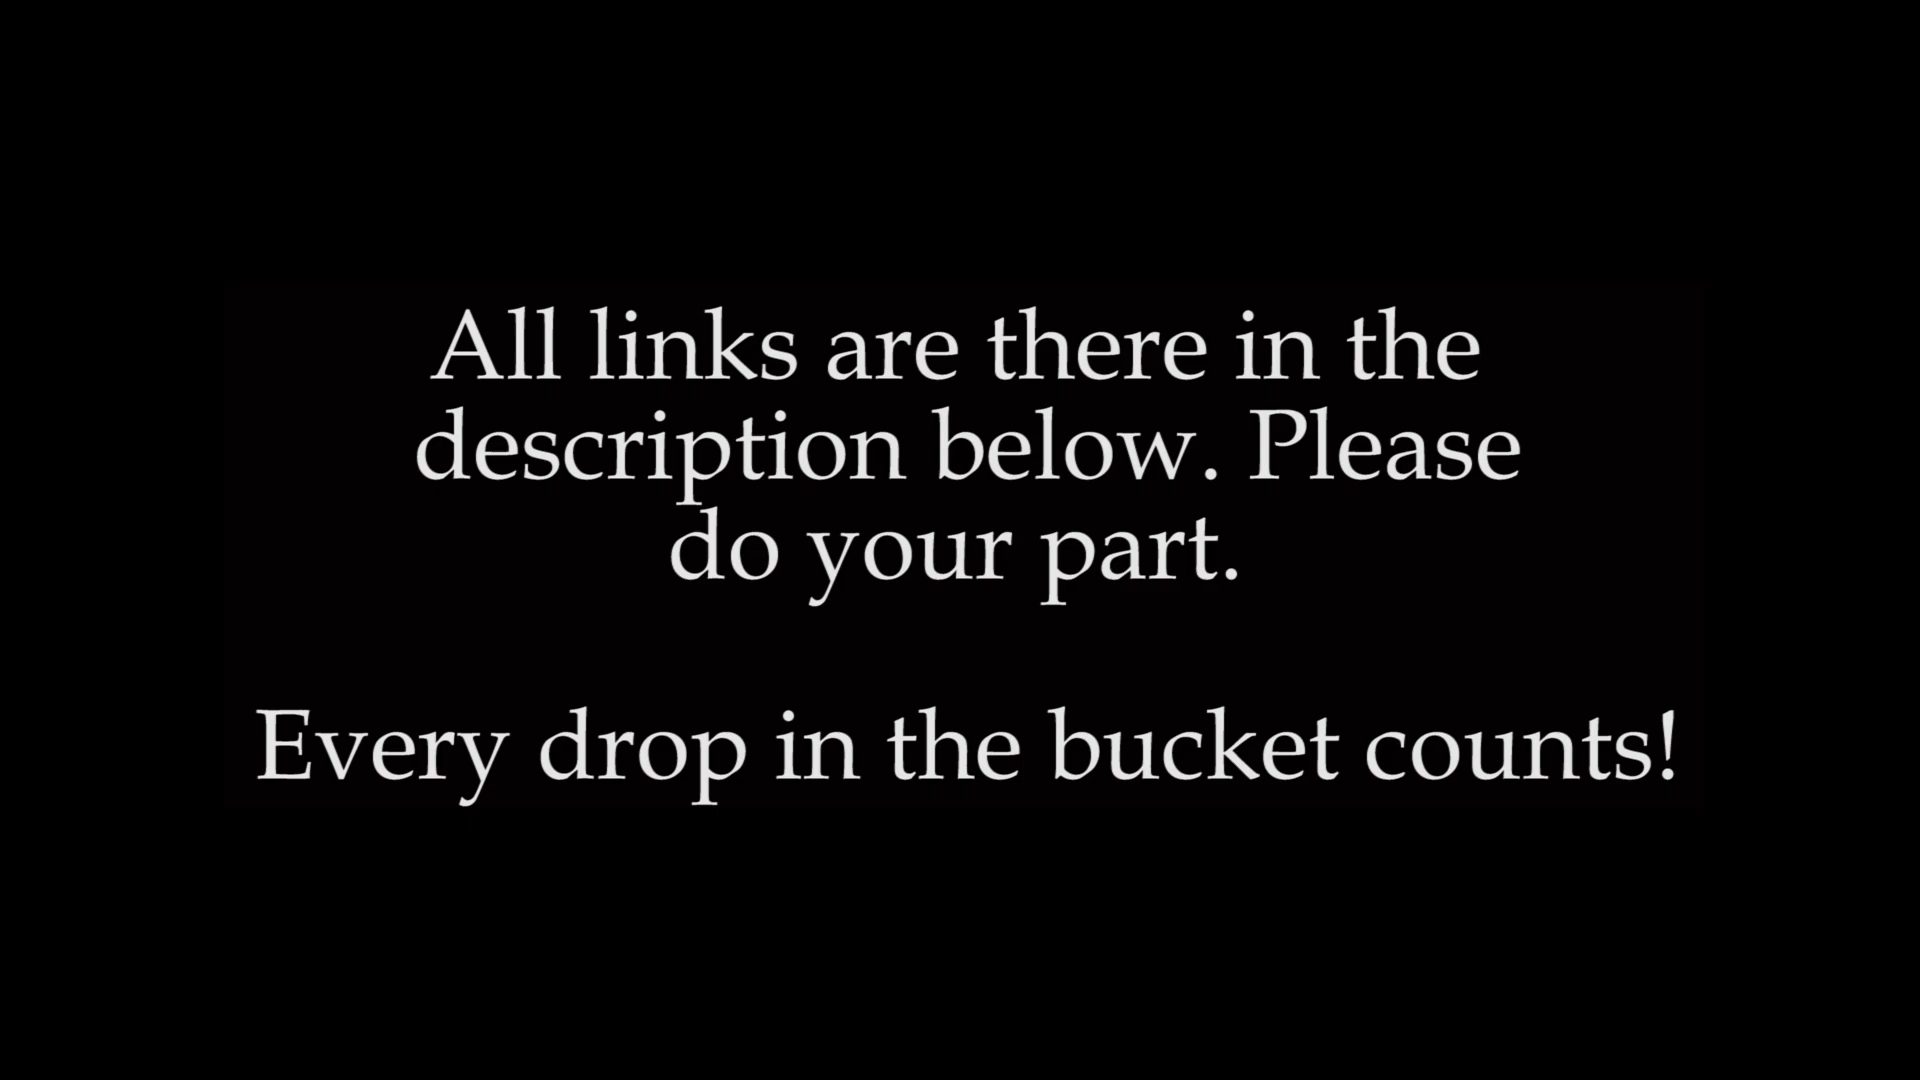 All links are there in the
description below. Please
do your part.
Every drop in the bucket counts!